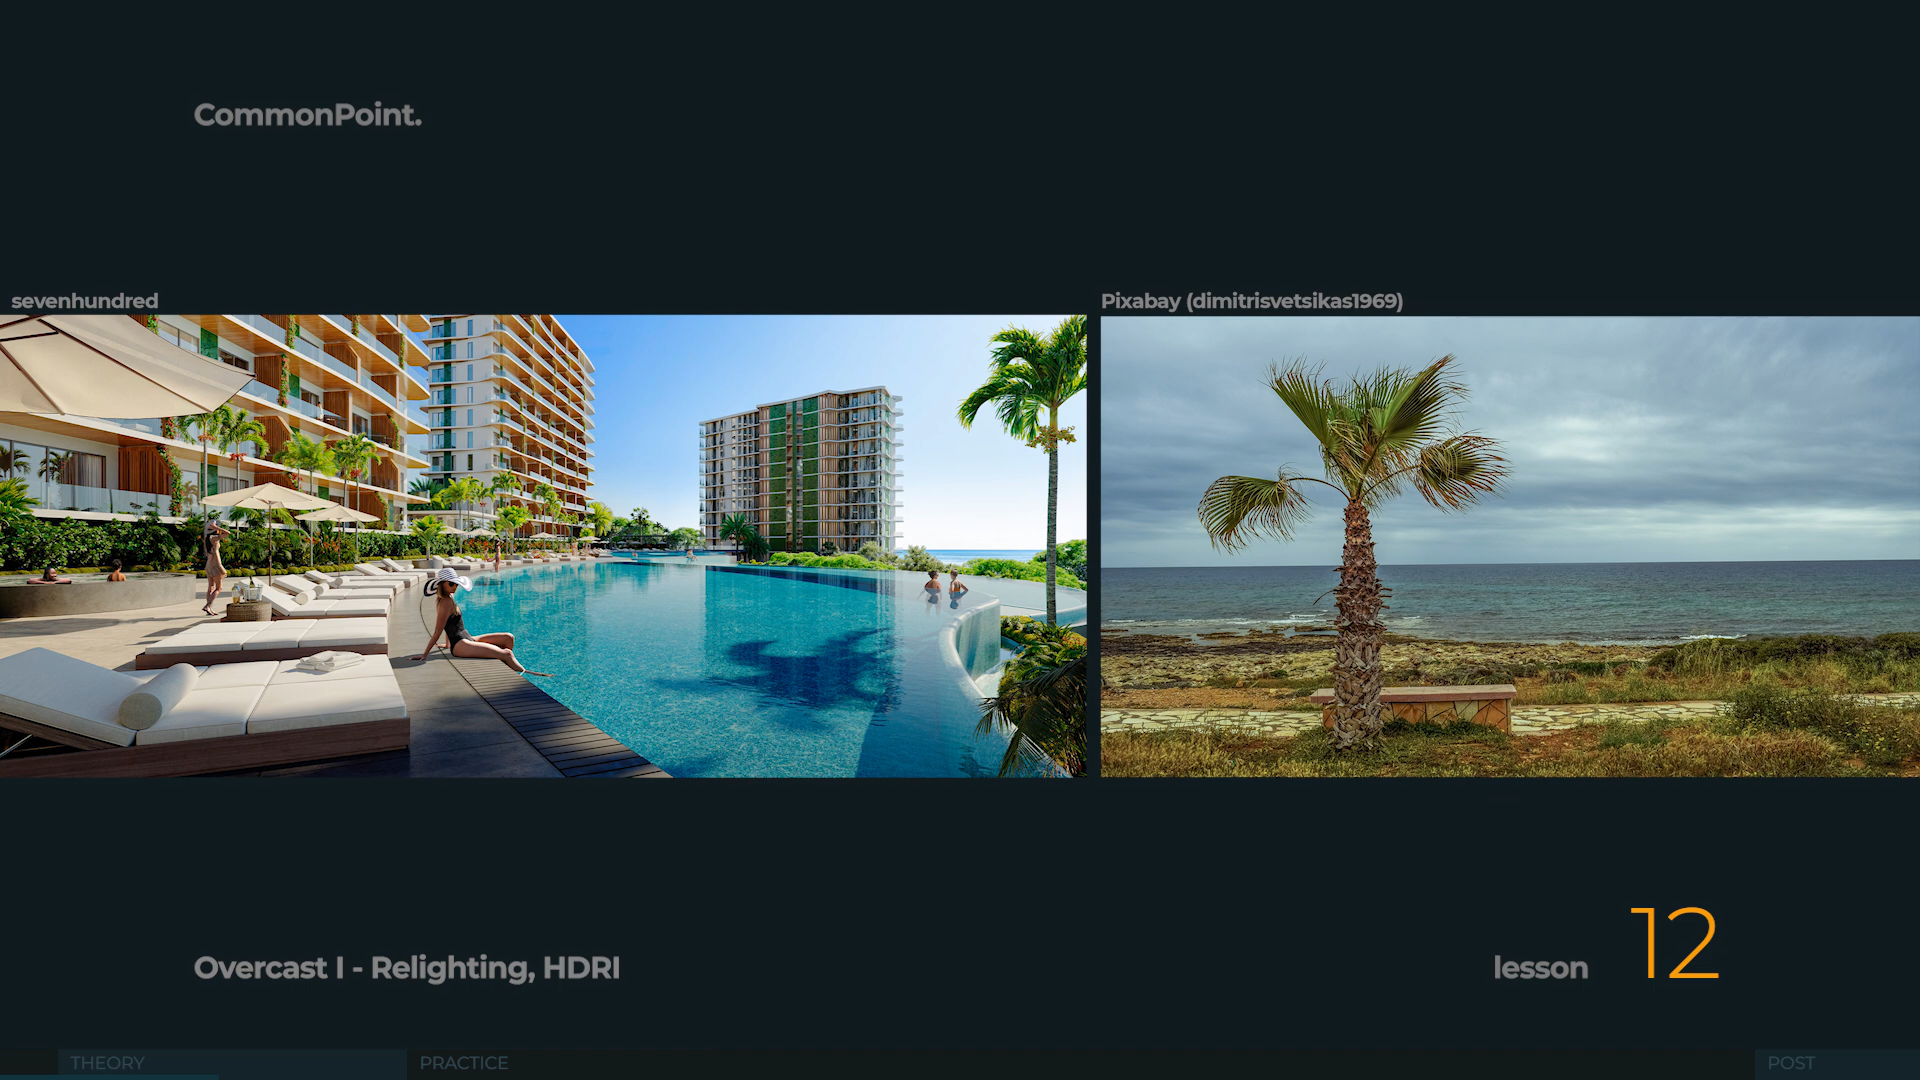 CommonPoint.
sevenhundred
Pixabay (dimitrisvetsikas1969)
Overcast I - Relighting, HDRI
lesson 12
THEORY
PRACTICE
POST